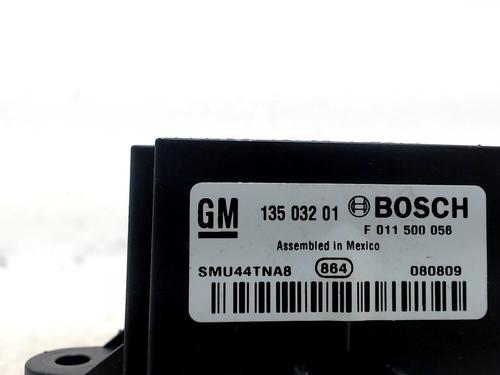 GM 135 032 01 BOSCH
F 011 500 056
Assembled in Mexico
SMU44TNA8 864 080809